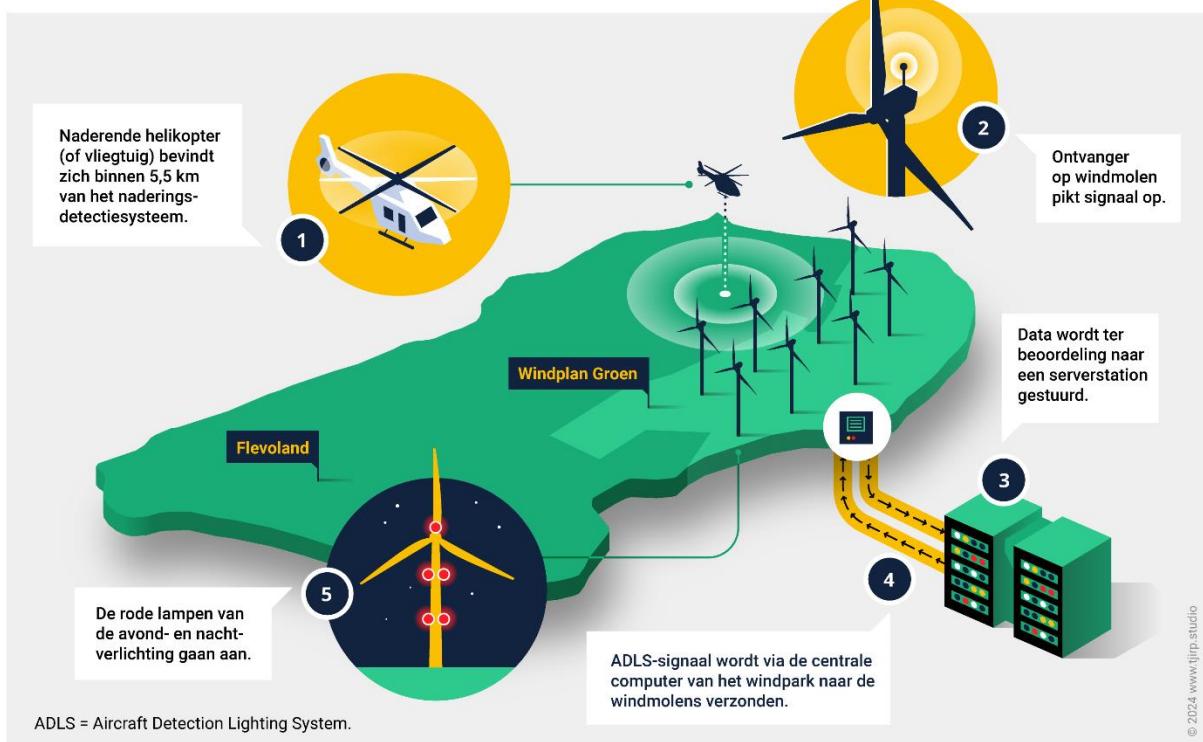 Naderende helikopter
(of vliegtuig) bevindt
zich binnen 5,5 km
van het naderings-
detectiesysteem.
1
2
Ontvanger
op windmolen
pikt signaal op.
Windplan Groen
Flevoland
Data wordt ter
beoordeling naar
een serverstation
gestuurd.
3
4
ADLS-signaal wordt via de centrale
computer van het windpark naar de
windmolens verzonden.
5
De rode lampen van
de avond- en nacht-
verlichting gaan aan.
ADLS = Aircraft Detection Lighting System.
© 2024 www.tjirp.studio